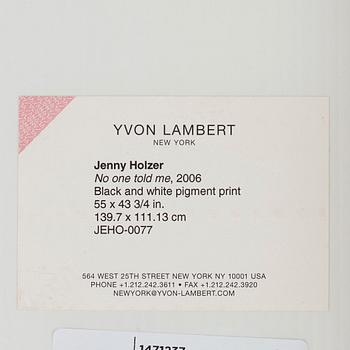 YVON LAMBERT
NEW YORK
Jenny Holzer
No one told me, 2006
Black and white pigment print
55 x 43 3/4 in.
139.7 x 111.13 cm
JEHO-0077
564 WEST 25TH STREET NEW YORK NY 10001 USA
PHONE +1.212.242.3611 • FAX +1.212.242.3920
NEWYORK@YVON-LAMBERT.COM